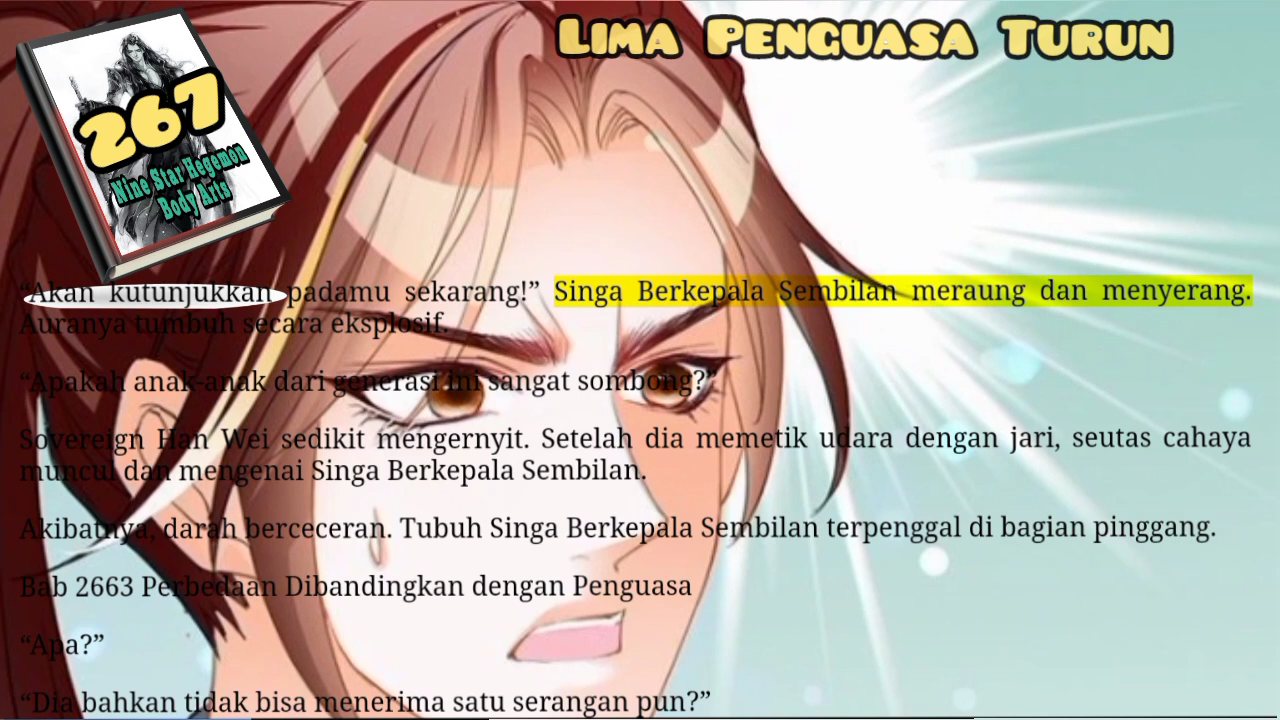 LIMA PENGUASA TURUN
267
Nine Star Hegemon
Body Arts
“Akan kutunjukkan padamu sekarang!” Singa Berkepala Sembilan meraung dan menyerang.
Auranya tumbuh secara eksplosif.
“Apakah anak-anak dari generasi ini sangat sombong?”
Sovereign Han Wei sedikit mengernyit. Setelah dia memetik udara dengan jari, seutas cahaya
muncul dan mengenai Singa Berkepala Sembilan.
Akibatnya, darah berceceran. Tubuh Singa Berkepala Sembilan terpenggal di bagian pinggang.
Bab 2663 Perbedaan Dibandingkan dengan Penguasa
“Apa?”
“Dia bahkan tidak bisa menerima satu serangan pun?”